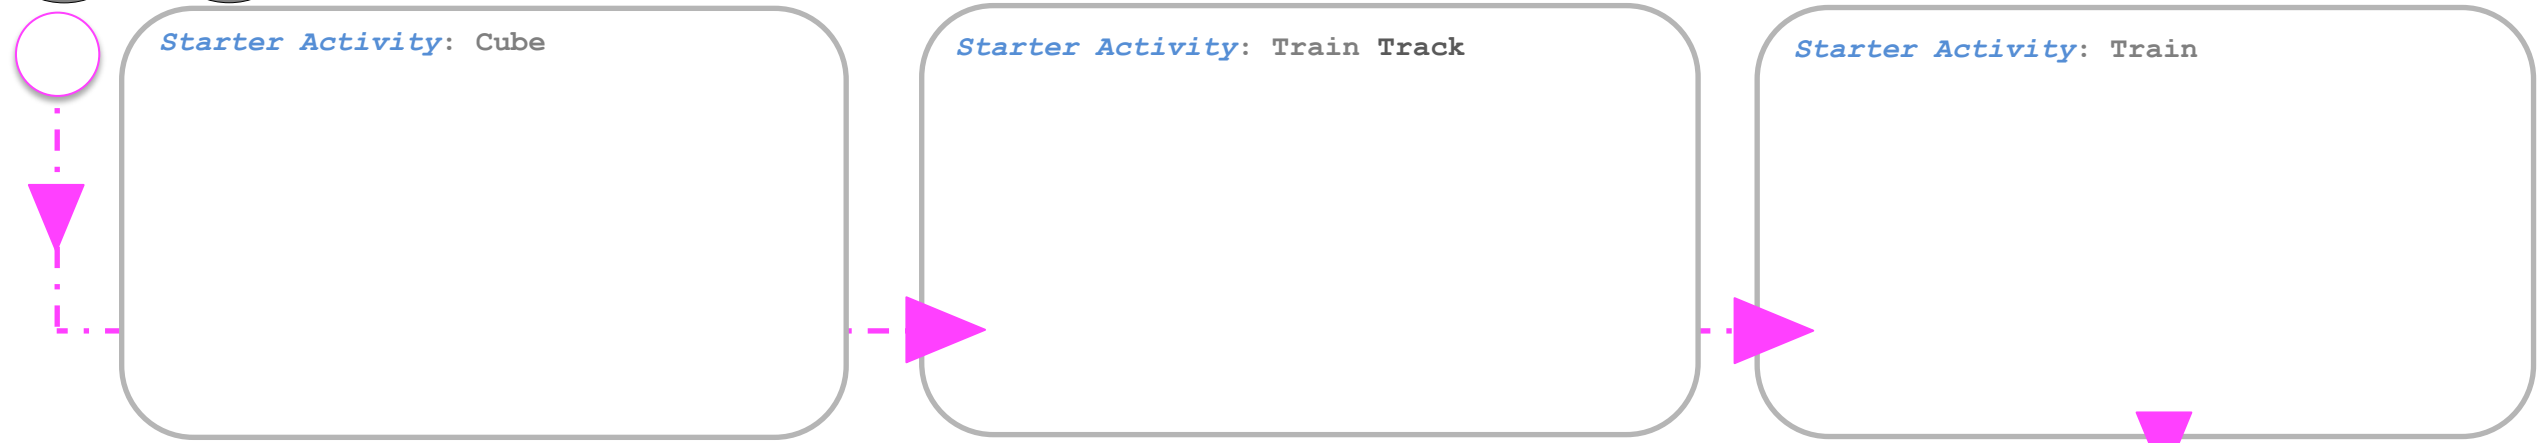 Starter Activity: Cube
Starter Activity: Train Track
Starter Activity: Train